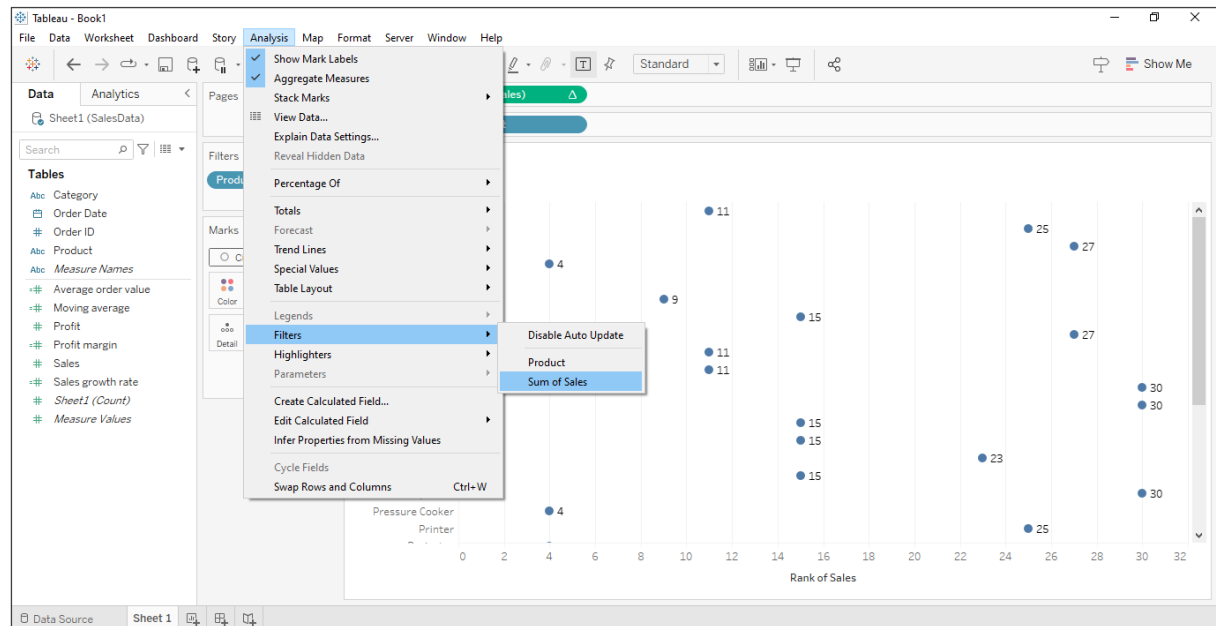 Tableau - Book1
File Data Worksheet Dashboard Story Analysis Map Format Server Window Help
Standard
Show Me
Data Analytics
Sheet1 (SalesData)
Search
Tables
Abc Category
Order Date
# Order ID
Abc Product
Abc Measure Names
=# Average order value
=# Moving average
# Profit
=# Profit margin
# Sales
=# Sales growth rate
# Sheet1 (Count)
# Measure Values
Pages
Filters
Produ
Marks
Color
Detail
Show Mark Labels
Aggregate Measures
Stack Marks
View Data...
Explain Data Settings...
Reveal Hidden Data
Percentage Of
Totals
Forecast
Trend Lines
Special Values
Table Layout
Legends
Filters
Highlighters
Parameters
Create Calculated Field...
Edit Calculated Field
Infer Properties from Missing Values
Cycle Fields
Swap Rows and Columns Ctrl+W
Disable Auto Update
Product
Sum of Sales
ales) Δ
11
25
27
4
9
15
27
11
11
30
30
15
15
23
15
30
Pressure Cooker 4
Printer 25
0 2 4 6 8 10 12 14 16 18 20 22 24 26 28 30 32
Rank of Sales
Data Source Sheet 1